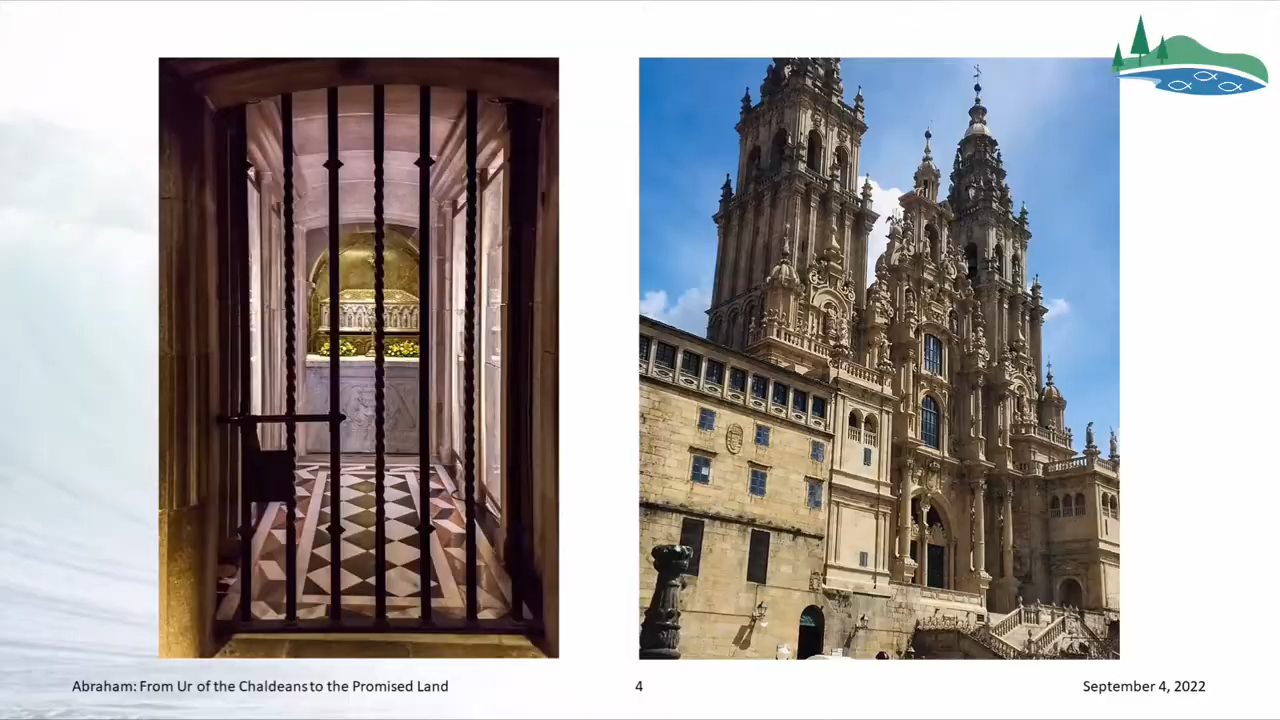 Abraham: From Ur of the Chaldeans to the Promised Land
4
September 4, 2022